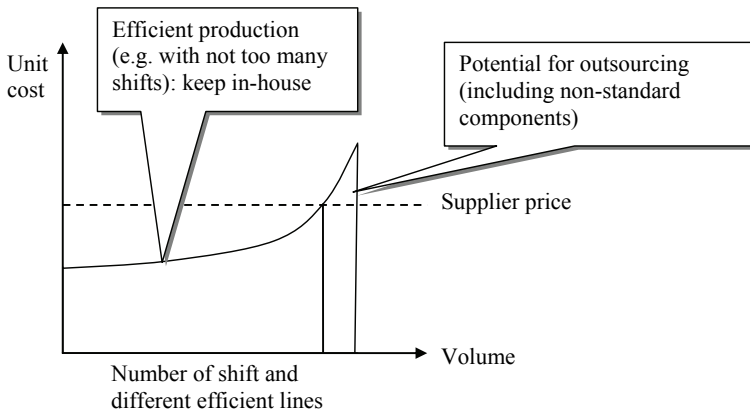 Efficient production
(e.g. with not too many
shifts): keep in-house
Unit
cost
Potential for outsourcing
(including non-standard
components)
Supplier price
Volume
Number of shift and
different efficient lines